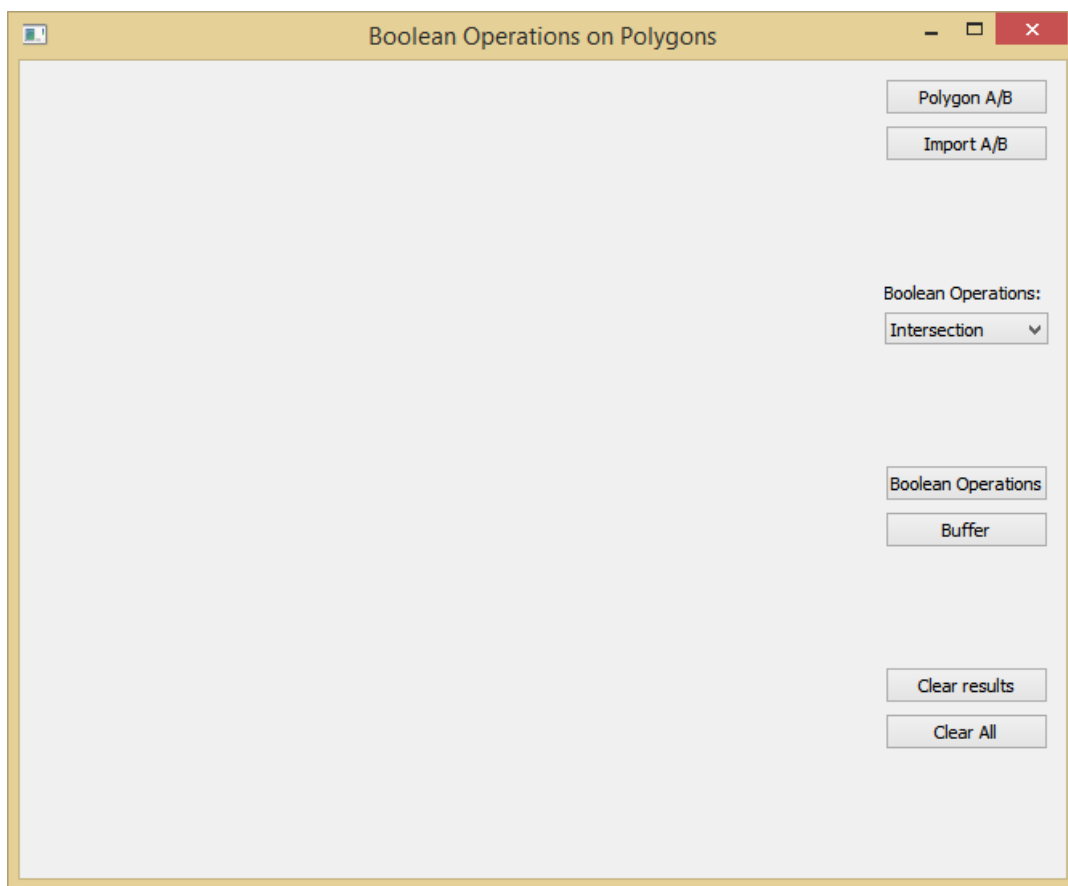 Boolean Operations on Polygons
Polygon A/B
Import A/B
Boolean Operations:
Intersection
Boolean Operations
Buffer
Clear results
Clear All